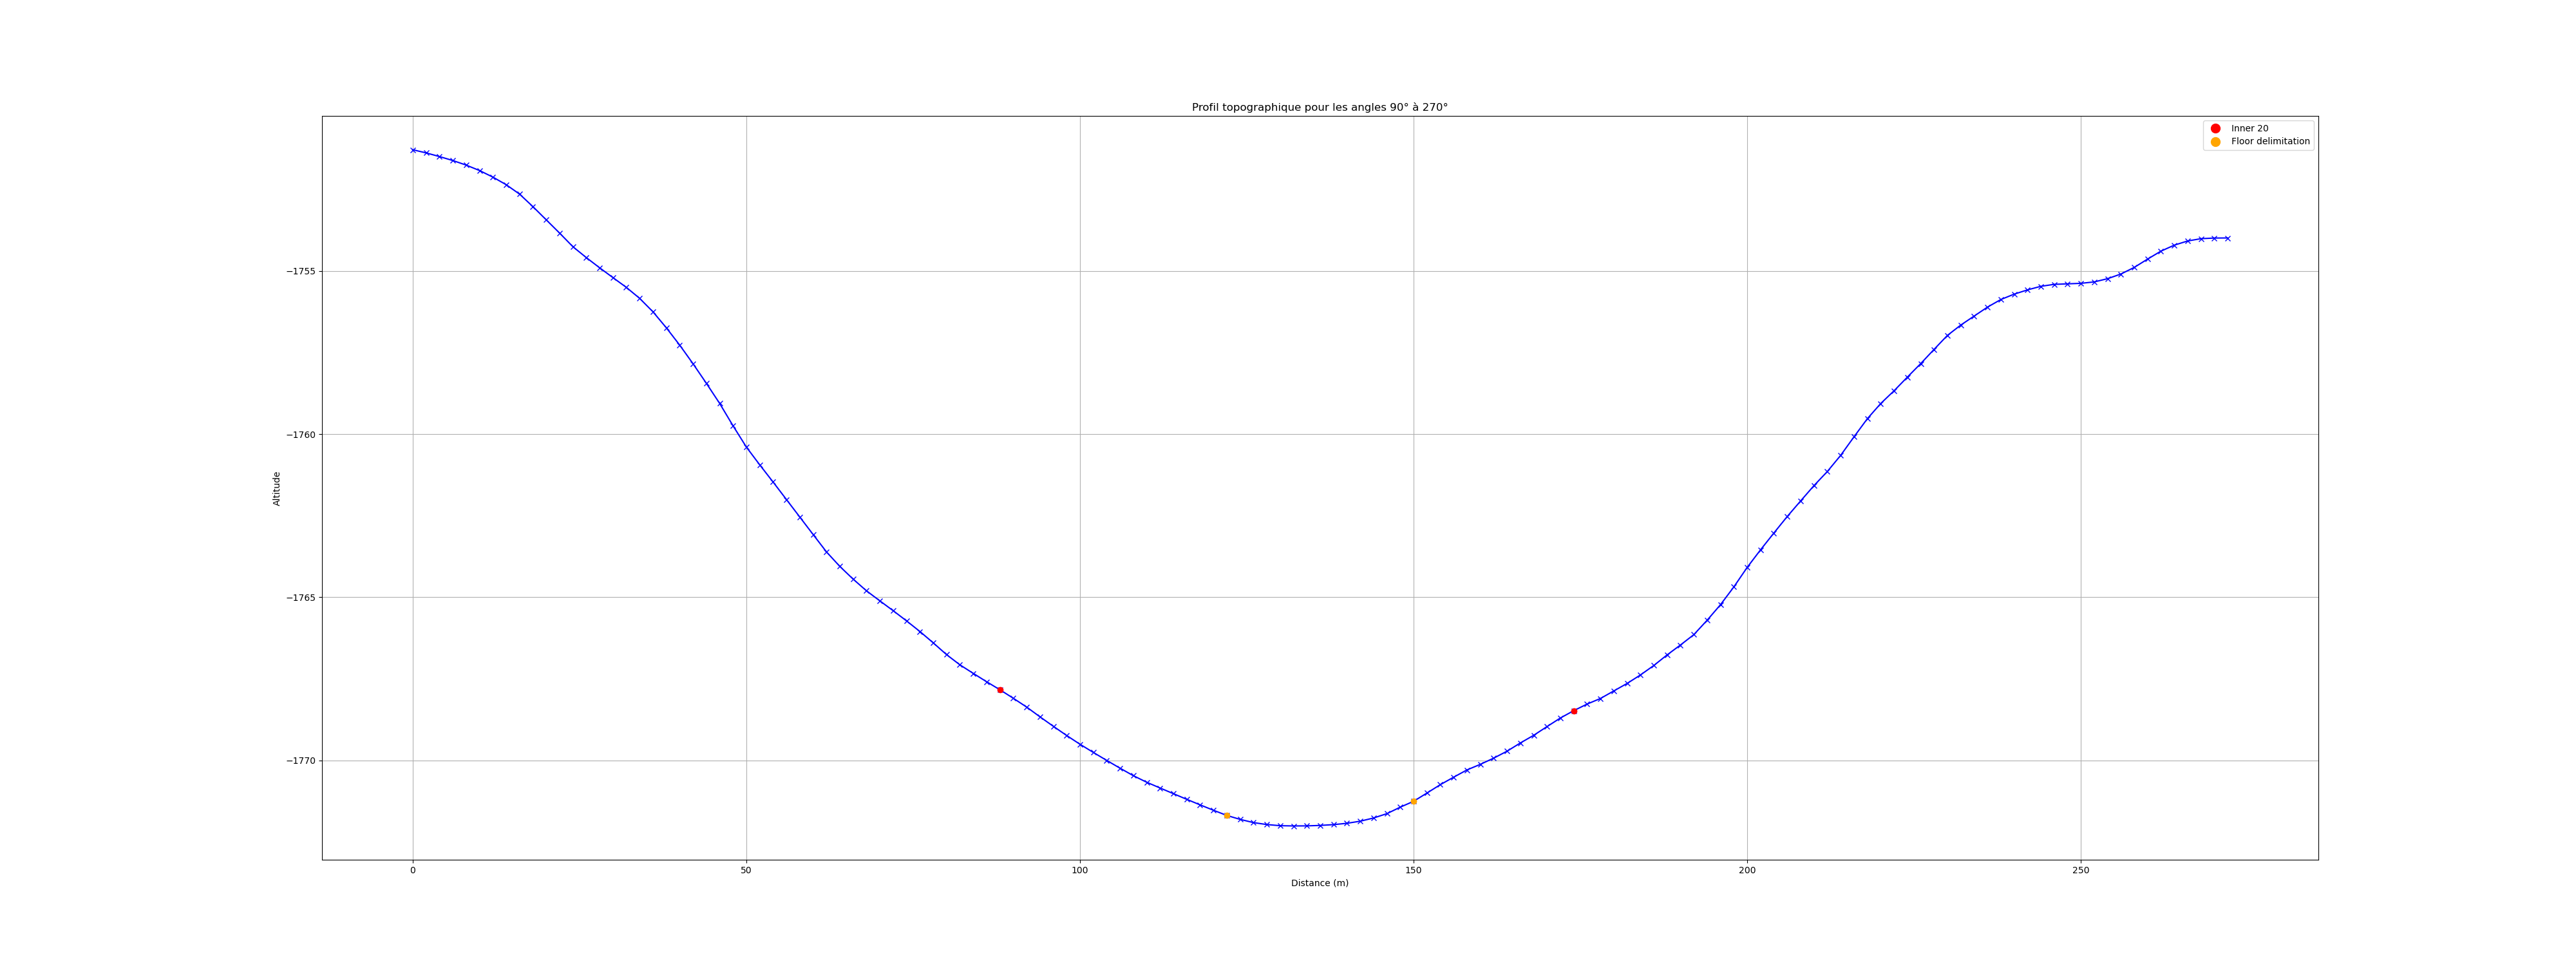 Profil topographique pour les angles 90° à 270°
Inner 20
Floor delimitation
Altitude
−1755
−1760
−1765
−1770
0
50
100
150
200
250
Distance (m)